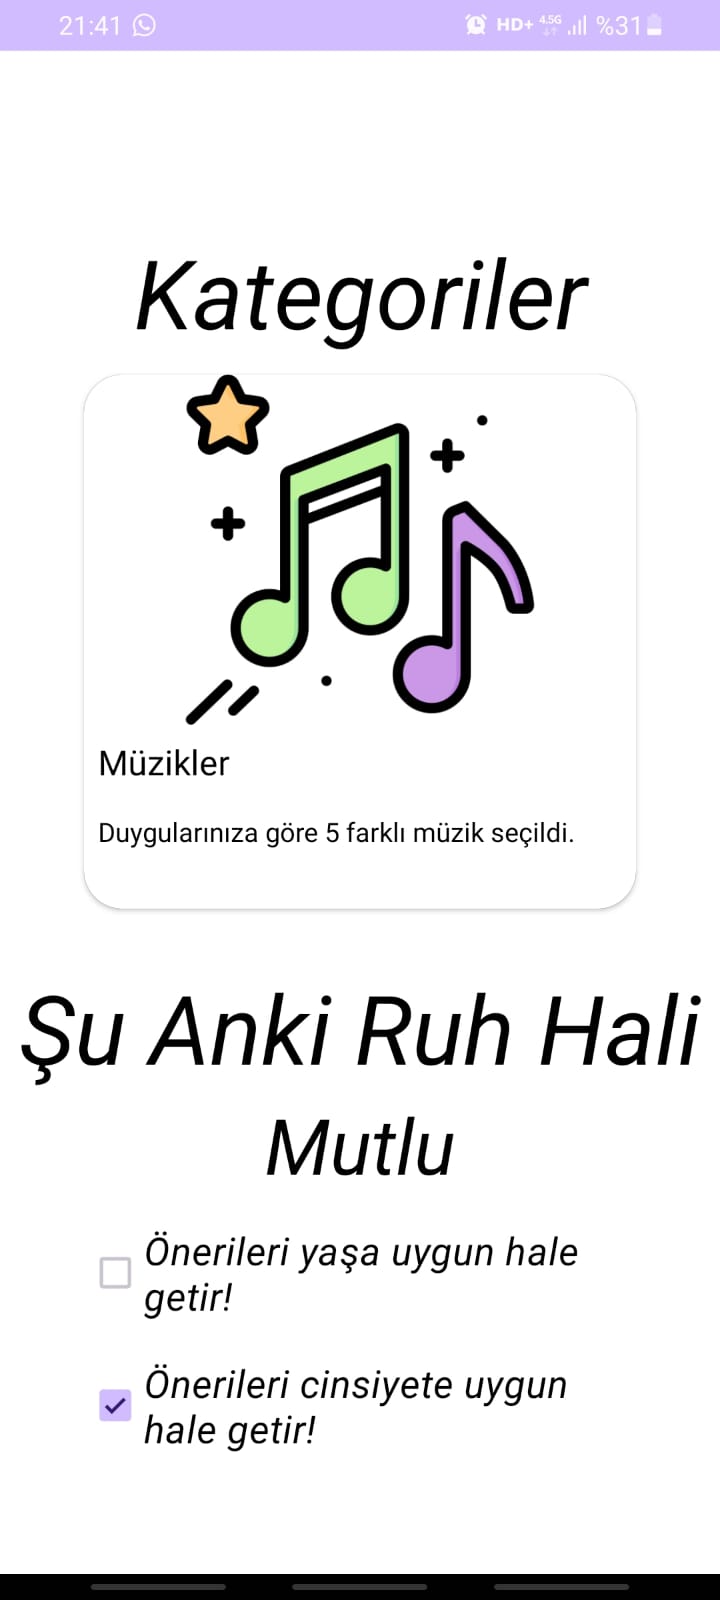 21:41 HD+ 4.5G %31
Kategoriler
Müzikler
Duygularınıza göre 5 farklı müzik seçildi.
Şu Anki Ruh Hali
Mutlu
Önerileri yaşa uygun hale
getir!
Önerileri cinsiyete uygun
hale getir!